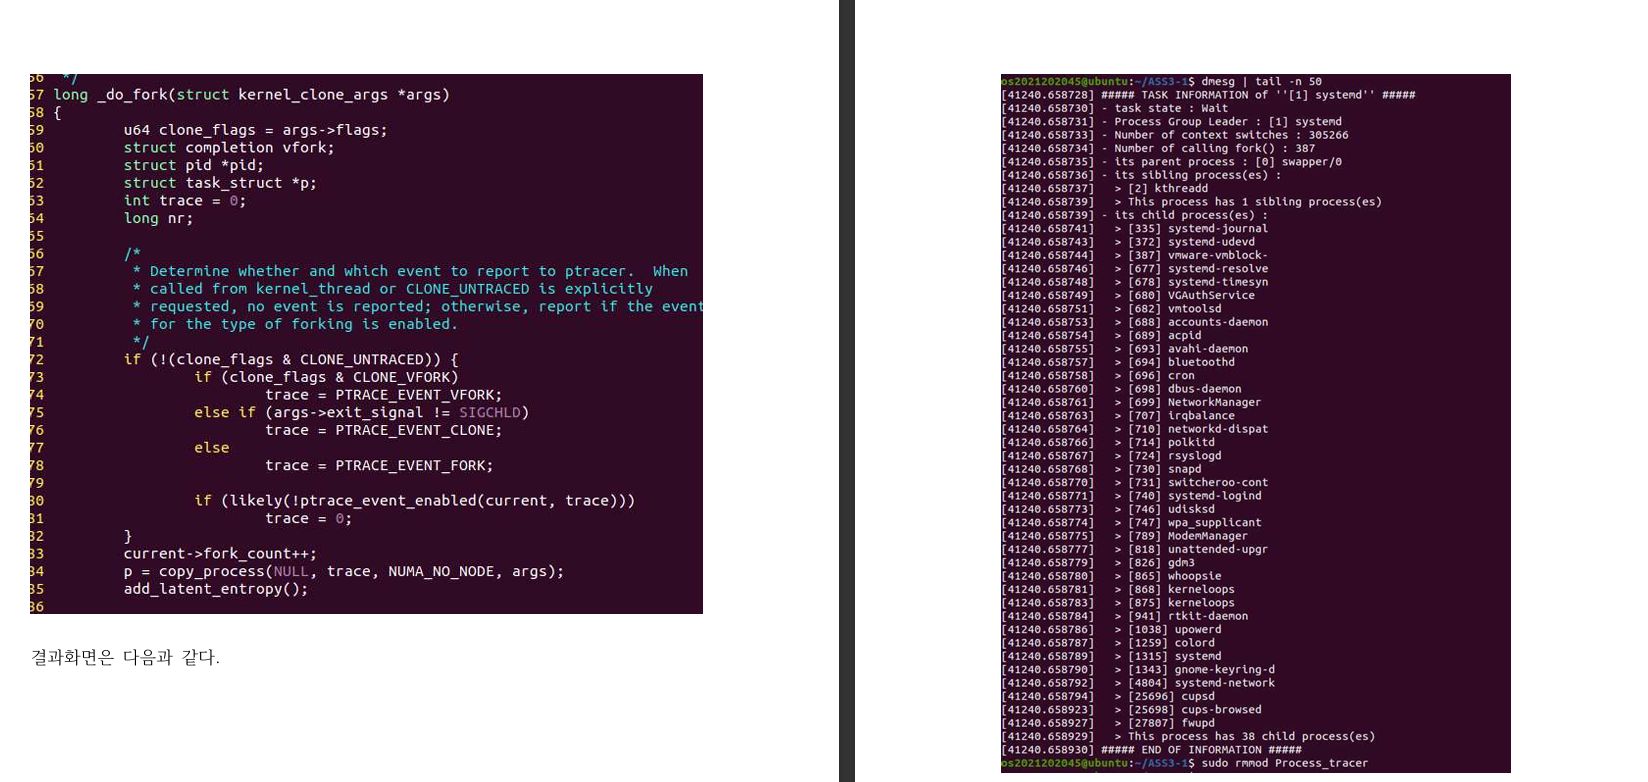 56  */
57 long _do_fork(struct kernel_clone_args *args)
58 {
59         u64 clone_flags = args->flags;
60         struct completion vfork;
61         struct pid *pid;
62         struct task_struct *p;
63         int trace = 0;
64         long nr;
65
66         /*
67          * Determine whether and which event to report to ptracer.  When
68          * called from kernel_thread or CLONE_UNTRACED is explicitly
69          * requested, no event is reported; otherwise, report if the event
70          * for the type of forking is enabled.
71          */
72         if (!(clone_flags & CLONE_UNTRACED)) {
73                 if (clone_flags & CLONE_VFORK)
74                         trace = PTRACE_EVENT_VFORK;
75                 else if (args->exit_signal != SIGCHLD)
76                         trace = PTRACE_EVENT_CLONE;
77                 else
78                         trace = PTRACE_EVENT_FORK;
79
80                 if (likely(!ptrace_event_enabled(current, trace)))
81                         trace = 0;
82         }
83         current->fork_count++;
84         p = copy_process(NULL, trace, NUMA_NO_NODE, args);
85         add_latent_entropy();
86
결과화면은 다음과 같다.
os2021202045@ubuntu:~/ASS3-1$ dmesg | tail -n 50
[41240.658728] ##### TASK INFORMATION of ''[1] systemd'' #####
[41240.658730] - task state : Wait
[41240.658731] - Process Group Leader : [1] systemd
[41240.658733] - Number of context switches : 305266
[41240.658734] - Number of calling fork() : 387
[41240.658735] - its parent process : [0] swapper/0
[41240.658736] - its sibling process(es) :
[41240.658737]   > [2] kthreadd
[41240.658739]   > This process has 1 sibling process(es)
[41240.658739] - its child process(es) :
[41240.658741]   > [335] systemd-journal
[41240.658743]   > [372] systemd-udevd
[41240.658744]   > [387] vmware-vmblock-
[41240.658746]   > [677] systemd-resolve
[41240.658748]   > [678] systemd-timesyn
[41240.658749]   > [680] VGAuthService
[41240.658751]   > [682] vmtoolsd
[41240.658753]   > [688] accounts-daemon
[41240.658754]   > [689] acpid
[41240.658755]   > [693] avahi-daemon
[41240.658757]   > [694] bluetoothd
[41240.658758]   > [696] cron
[41240.658760]   > [698] dbus-daemon
[41240.658761]   > [699] NetworkManager
[41240.658763]   > [707] irqbalance
[41240.658764]   > [710] networkd-dispat
[41240.658766]   > [714] polkitd
[41240.658767]   > [724] rsyslogd
[41240.658768]   > [730] snapd
[41240.658770]   > [731] switcheroo-cont
[41240.658771]   > [740] systemd-logind
[41240.658773]   > [746] udisksd
[41240.658774]   > [747] wpa_supplicant
[41240.658775]   > [789] ModemManager
[41240.658777]   > [818] unattended-upgr
[41240.658779]   > [826] gdm3
[41240.658780]   > [865] whoopsie
[41240.658781]   > [868] kerneloops
[41240.658783]   > [875] kerneloops
[41240.658784]   > [941] rtkit-daemon
[41240.658786]   > [1038] upowerd
[41240.658787]   > [1259] colord
[41240.658789]   > [1315] systemd
[41240.658790]   > [1343] gnome-keyring-d
[41240.658792]   > [4804] systemd-network
[41240.658794]   > [25696] cupsd
[41240.658923]   > [25698] cups-browsed
[41240.658927]   > [27807] fwupd
[41240.658929]   > This process has 38 child process(es)
[41240.658930] ##### END OF INFORMATION #####
os2021202045@ubuntu:~/ASS3-1$ sudo rmmod Process_tracer